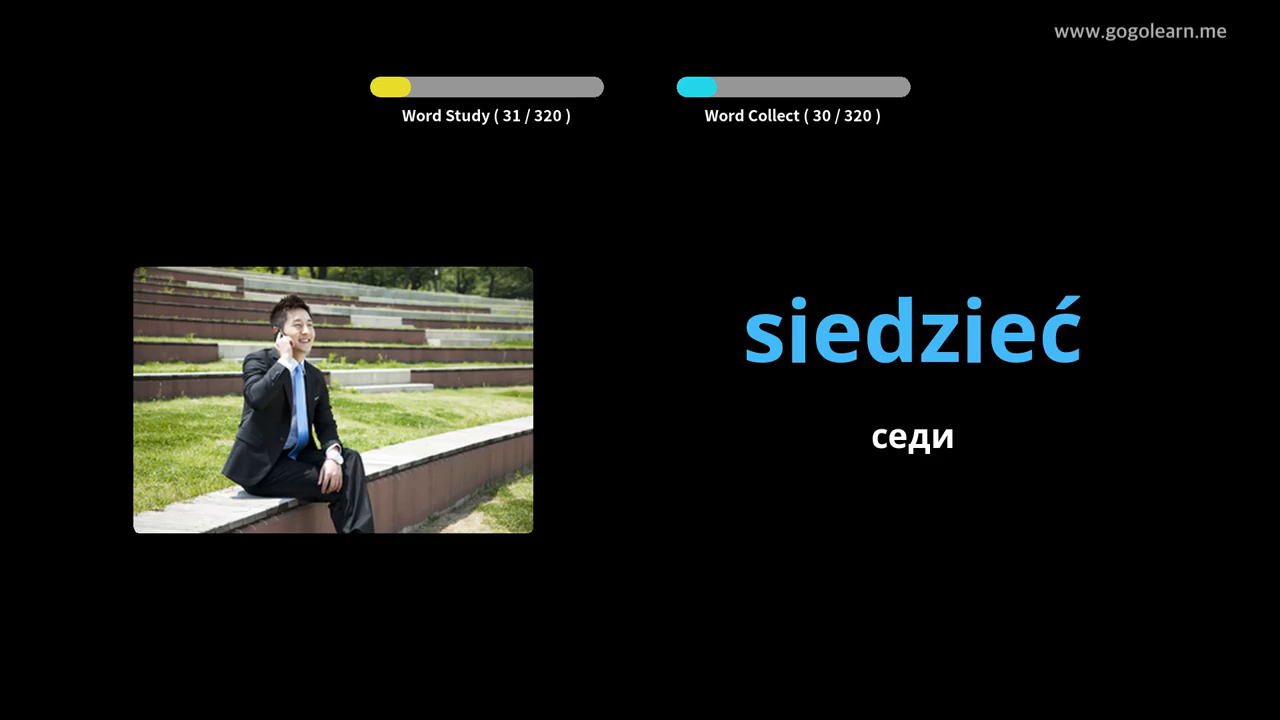 www.gogolearn.me
Word Study ( 31 / 320 )
Word Collect ( 30 / 320 )
siedzieć
седи